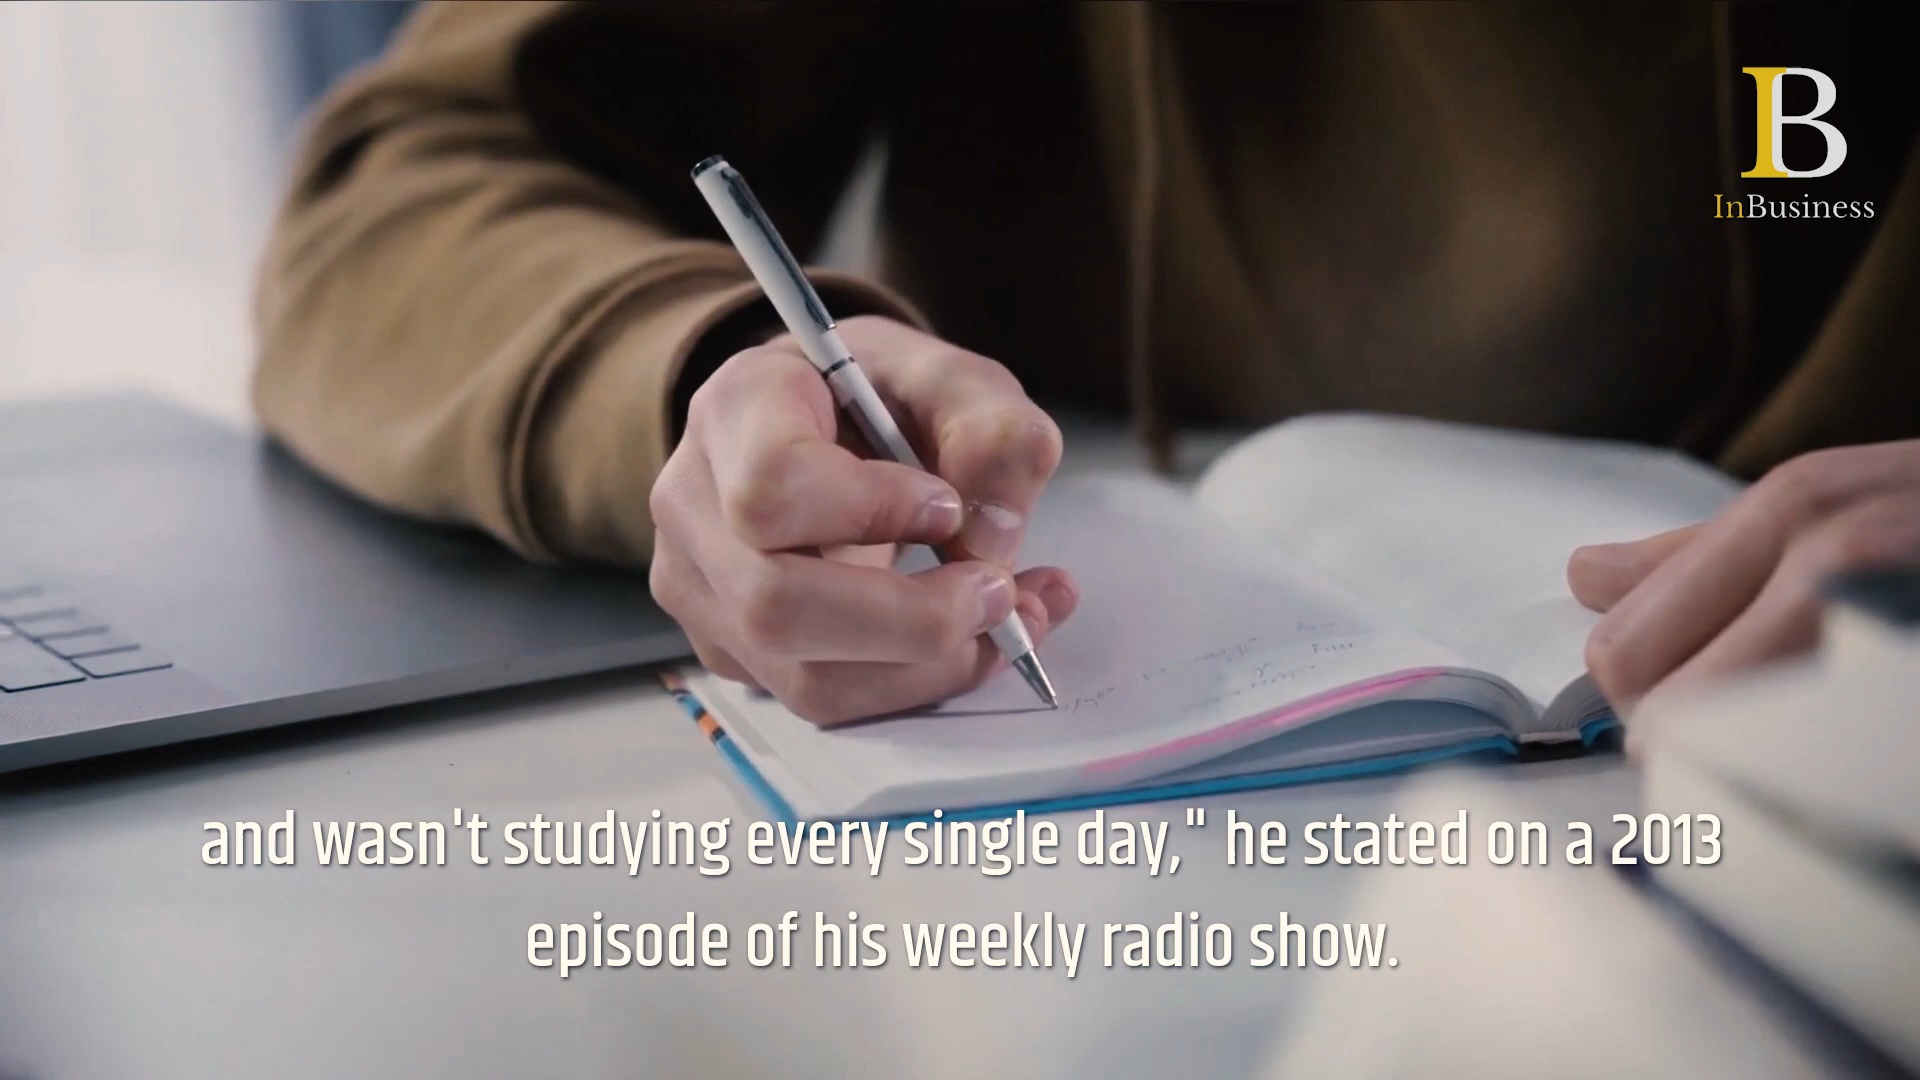 IB
InBusiness
and wasn't studying every single day," he stated on a 2013
episode of his weekly radio show.